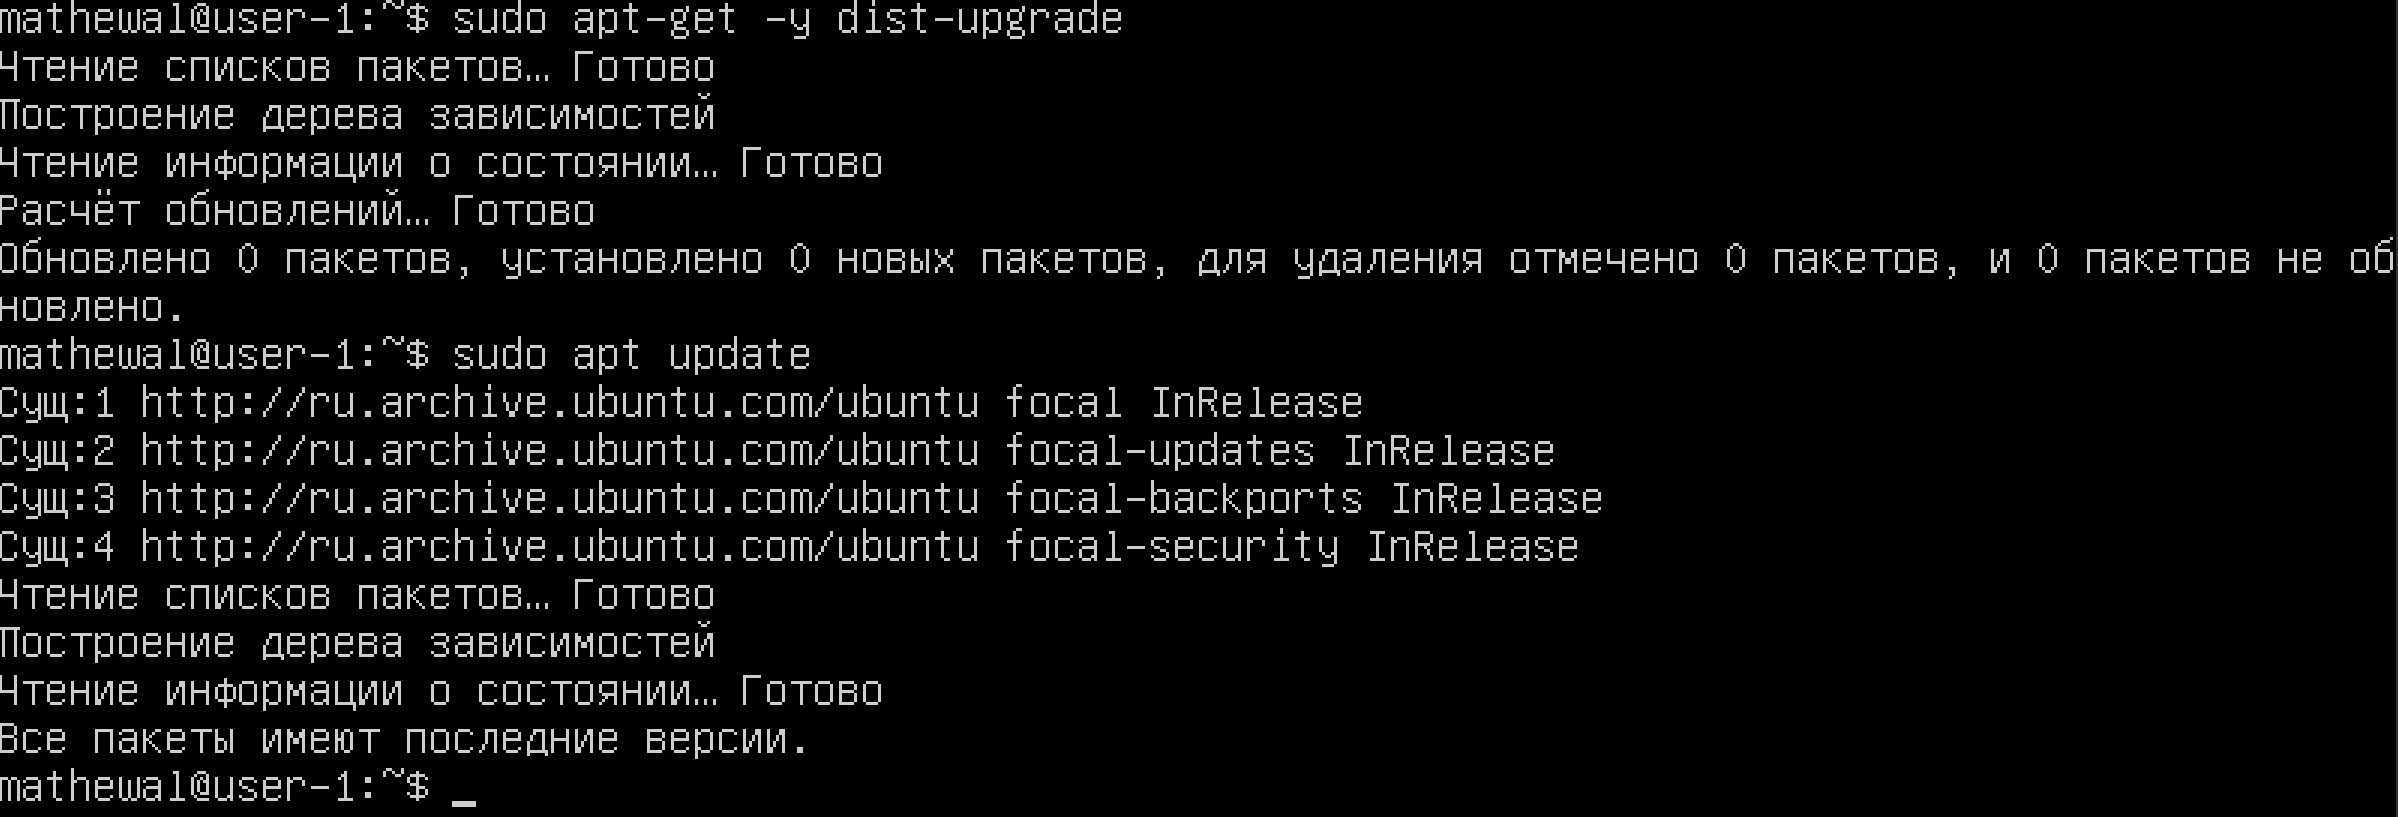 mathewal@user-1:~$ sudo apt-get -y dist-upgrade
Чтение списков пакетов… Готово
Построение дерева зависимостей
Чтение информации о состоянии… Готово
Расчёт обновлений… Готово
Обновлено 0 пакетов, установлено 0 новых пакетов, для удаления отмечено 0 пакетов, и 0 пакетов не об
новлено.
mathewal@user-1:~$ sudo apt update
Сущ:1 http://ru.archive.ubuntu.com/ubuntu focal InRelease
Сущ:2 http://ru.archive.ubuntu.com/ubuntu focal-updates InRelease
Сущ:3 http://ru.archive.ubuntu.com/ubuntu focal-backports InRelease
Сущ:4 http://ru.archive.ubuntu.com/ubuntu focal-security InRelease
Чтение списков пакетов… Готово
Построение дерева зависимостей
Чтение информации о состоянии… Готово
Все пакеты имеют последние версии.
mathewal@user-1:~$ _